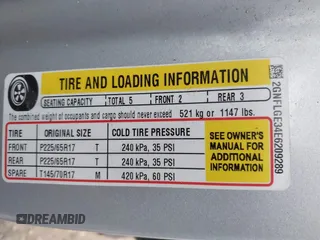 TIRE AND LOADING INFORMATION
SEATING CAPACITY TOTAL 5 FRONT 2 REAR 3
The combined weight of occupants and cargo should never exceed 521 kg or 1147 lbs.
TIRE ORIGINAL SIZE COLD TIRE PRESSURE
FRONT P225/65R17 T 240 kPa, 35 PSI
REAR P225/65R17 T 240 kPa, 35 PSI
SPARE T145/70R17 M 420 kPa, 60 PSI
SEE OWNER'S
MANUAL FOR
ADDITIONAL
INFORMATION
2GNFLGE34E6209289
DREAMBID